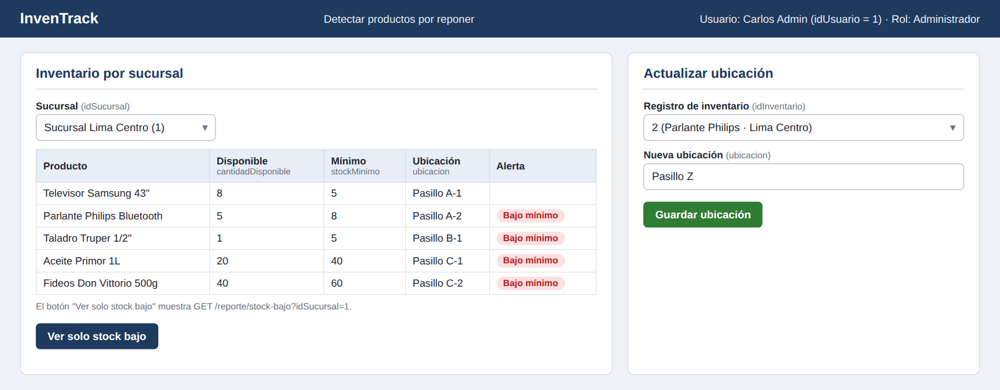 InvenTrack
Detectar productos por reponer
Usuario: Carlos Admin (idUsuario = 1) · Rol: Administrador
Inventario por sucursal
Sucursal (idSucursal)
Sucursal Lima Centro (1) ▼
Producto Disponible Mínimo Ubicación Alerta
cantidadDisponible stockMinimo ubicacion
Televisor Samsung 43" 8 5 Pasillo A-1
Parlante Philips Bluetooth 5 8 Pasillo A-2 Bajo mínimo
Taladro Truper 1/2" 1 5 Pasillo B-1 Bajo mínimo
Aceite Primor 1L 20 40 Pasillo C-1 Bajo mínimo
Fideos Don Vittorio 500g 40 60 Pasillo C-2 Bajo mínimo
El botón "Ver solo stock bajo" muestra GET /reporte/stock-bajo?idSucursal=1.
Ver solo stock bajo
Actualizar ubicación
Registro de inventario (idInventario)
2 (Parlante Philips · Lima Centro) ▼
Nueva ubicación (ubicacion)
Pasillo Z
Guardar ubicación